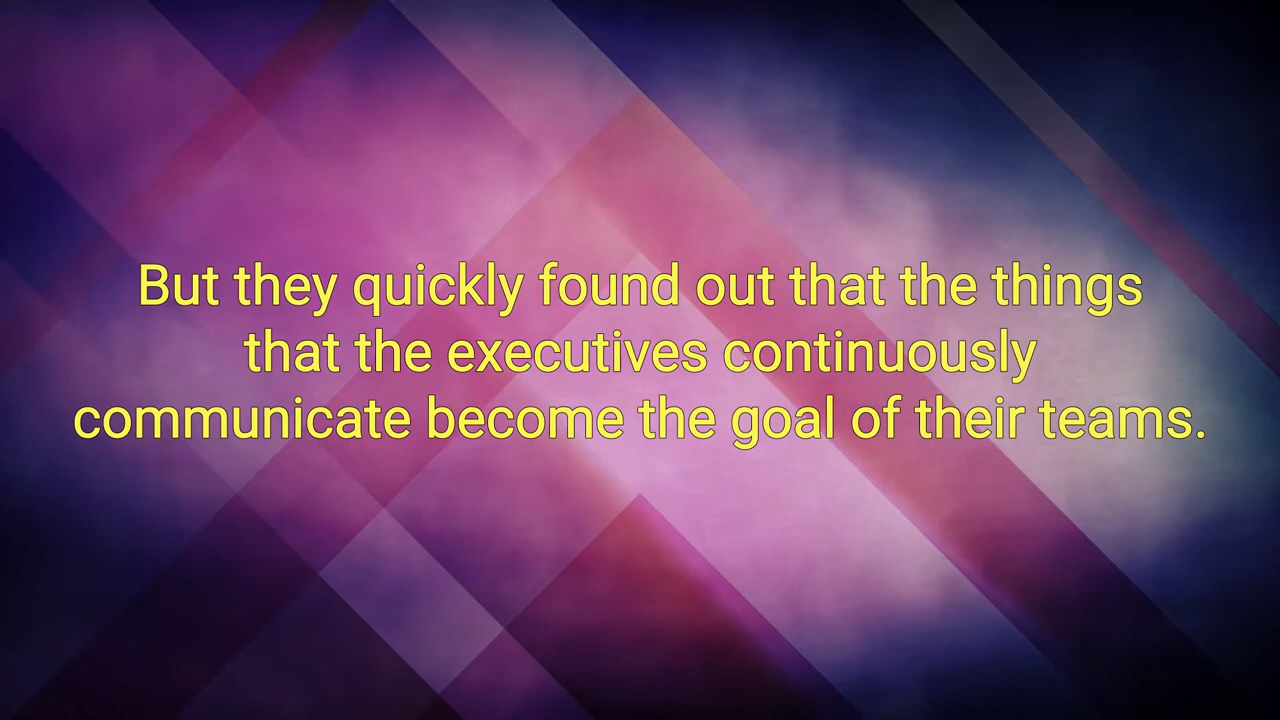 But they quickly found out that the things
that the executives continuously
communicate become the goal of their teams.